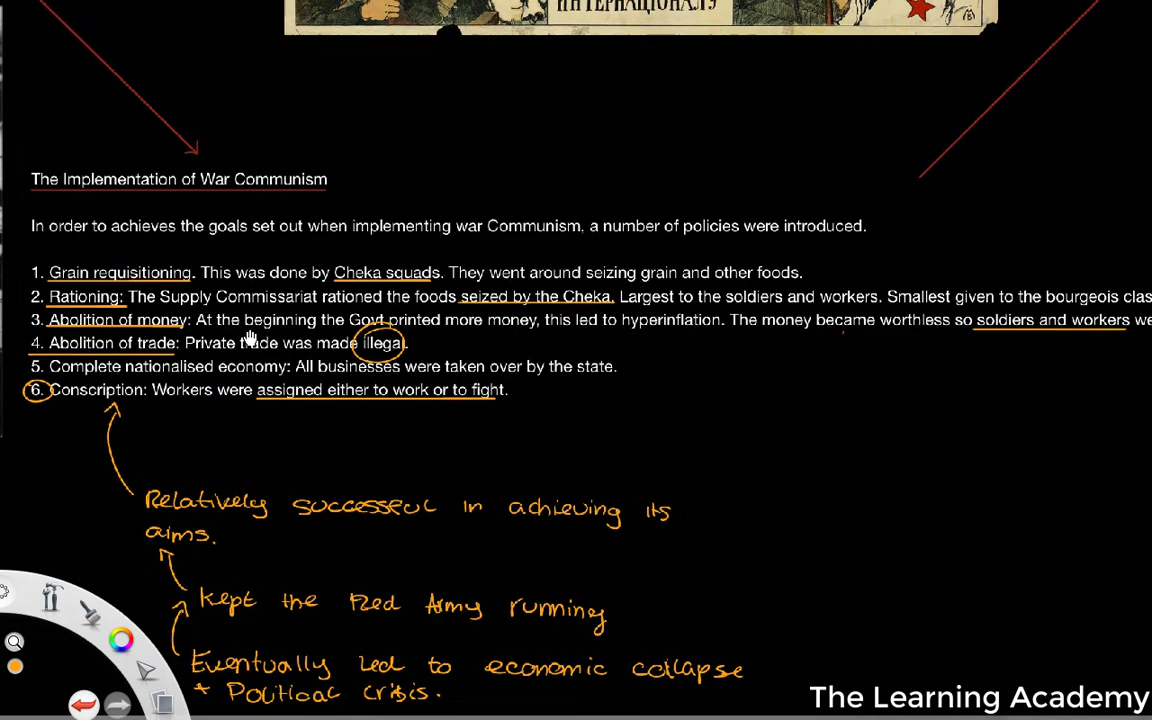 ИНТЕРНАЦІОНАЛУ
The Implementation of War Communism
In order to achieves the goals set out when implementing war Communism, a number of policies were introduced.
1. Grain requisitioning. This was done by Cheka squads. They went around seizing grain and other foods.
2. Rationing: The Supply Commissariat rationed the foods seized by the Cheka. Largest to the soldiers and workers. Smallest given to the bourgeois clas
3. Abolition of money: At the beginning the Govt printed more money, this led to hyperinflation. The money became worthless so soldiers and workers we
4. Abolition of trade: Private trade was made illegal.
5. Complete nationalised economy: All businesses were taken over by the state.
6. Conscription: Workers were assigned either to work or to fight.
Relatively successful in achieving its
aims.
Kept the Red Army running
Eventually led to economic collapse
+ Political crisis.
The Learning Academy